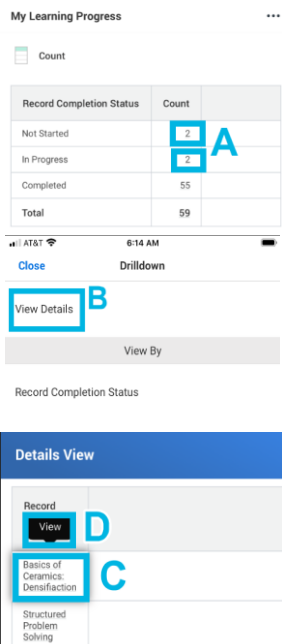 My Learning Progress ...
Count
Record Completion Status Count
Not Started 2
A
In Progress 2
Completed 55
Total 59
AT&T 6:14 AM
Close Drilldown
B
View Details
View By
Record Completion Status
Details View
Record
View D
Basics of
Ceramics:
Densifiaction
C
Structured
Problem
Solving